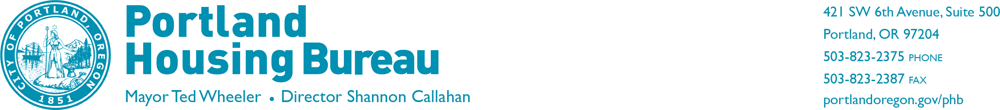 CITY OF PORTLAND, OREGON
1851
Portland
Housing Bureau
Mayor Ted Wheeler • Director Shannon Callahan
421 SW 6th Avenue, Suite 500
Portland, OR 97204
503-823-2375 PHONE
503-823-2387 FAX
portlandoregon.gov/phb